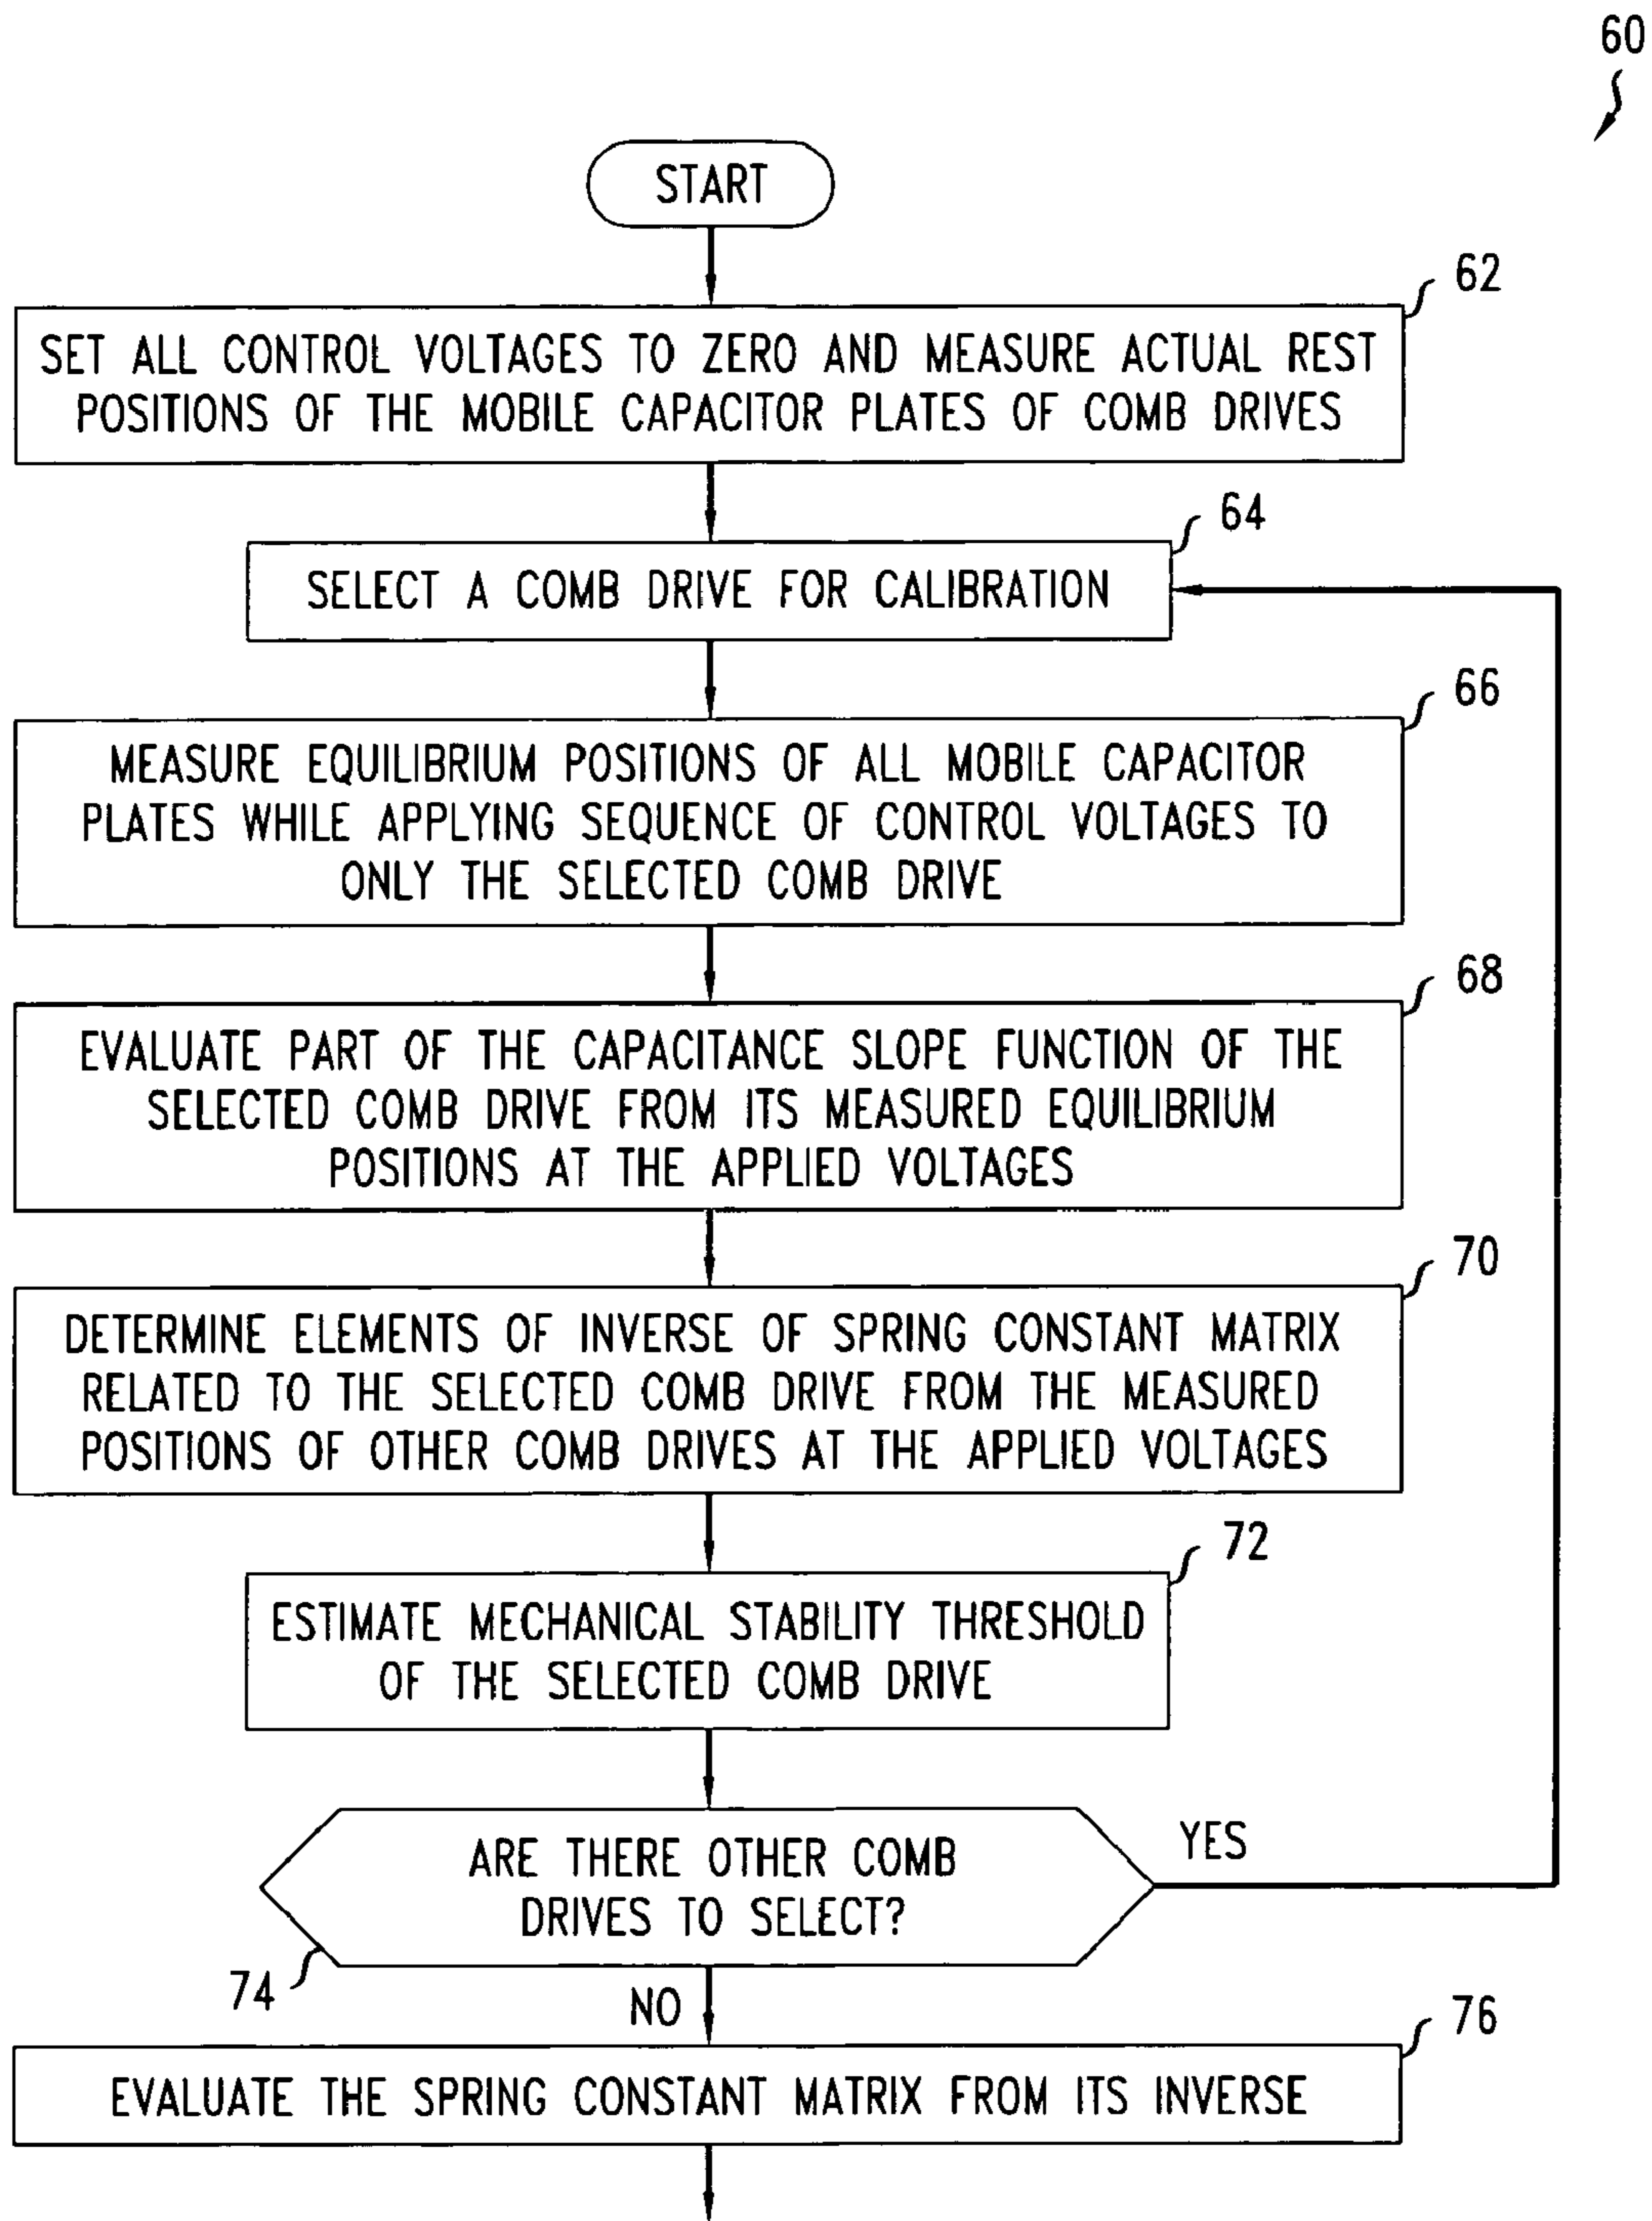 60
START
62
SET ALL CONTROL VOLTAGES TO ZERO AND MEASURE ACTUAL REST
POSITIONS OF THE MOBILE CAPACITOR PLATES OF COMB DRIVES
64
SELECT A COMB DRIVE FOR CALIBRATION
66
MEASURE EQUILIBRIUM POSITIONS OF ALL MOBILE CAPACITOR
PLATES WHILE APPLYING SEQUENCE OF CONTROL VOLTAGES TO
ONLY THE SELECTED COMB DRIVE
68
EVALUATE PART OF THE CAPACITANCE SLOPE FUNCTION OF THE
SELECTED COMB DRIVE FROM ITS MEASURED EQUILIBRIUM
POSITIONS AT THE APPLIED VOLTAGES
70
DETERMINE ELEMENTS OF INVERSE OF SPRING CONSTANT MATRIX
RELATED TO THE SELECTED COMB DRIVE FROM THE MEASURED
POSITIONS OF OTHER COMB DRIVES AT THE APPLIED VOLTAGES
72
ESTIMATE MECHANICAL STABILITY THRESHOLD
OF THE SELECTED COMB DRIVE
ARE THERE OTHER COMB
DRIVES TO SELECT?
YES
74
NO
76
EVALUATE THE SPRING CONSTANT MATRIX FROM ITS INVERSE